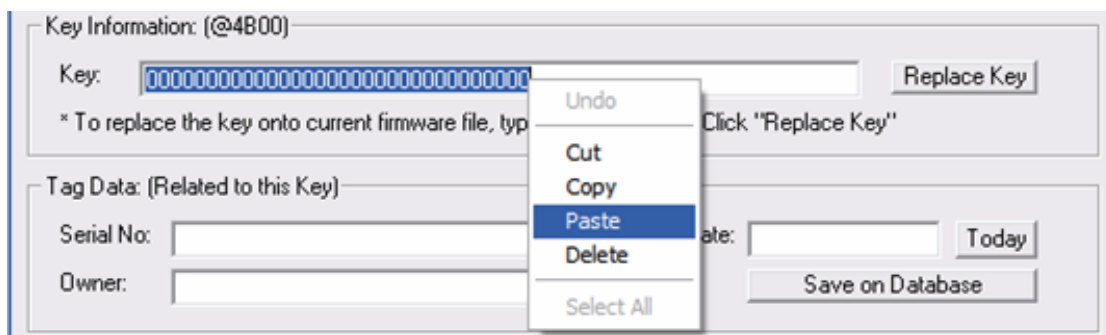 Key Information: (@4B00)
Key: 00000000000000000000000000000000 Replace Key
* To replace the key onto current firmware file, typ Click "Replace Key"
Undo
Cut
Copy
Paste
Delete
Select All
Tag Data: (Related to this Key)
Serial No: ate: Today
Owner: Save on Database